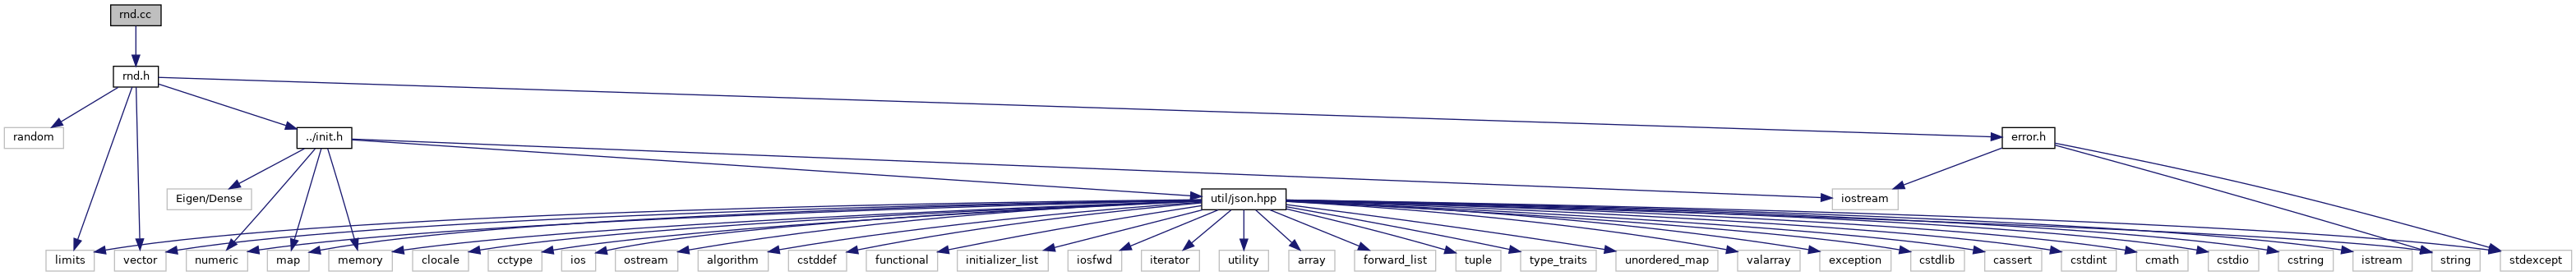 rnd.cc
rnd.h
random
../init.h
error.h
Eigen/Dense
util/json.hpp
iostream
limits
vector
numeric
map
memory
clocale
cctype
ios
ostream
algorithm
cstddef
functional
initializer_list
iosfwd
iterator
utility
array
forward_list
tuple
type_traits
unordered_map
valarray
exception
cstdlib
cassert
cstdint
cmath
cstdio
cstring
istream
string
stdexcept